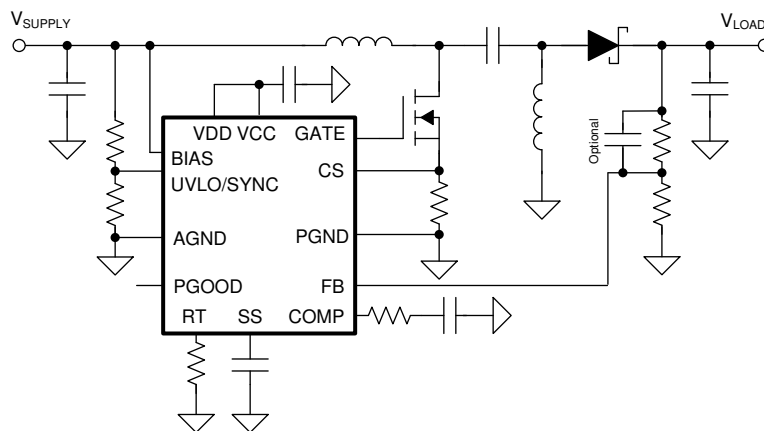 VSUPPLY
VLOAD
VDD VCC
GATE
BIAS
UVLO/SYNC
CS
Optional
AGND
PGND
PGOOD
FB
RT
SS
COMP